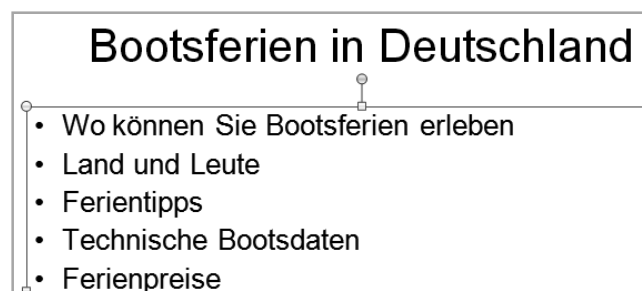 Bootsferien in Deutschland
• Wo können Sie Bootsferien erleben
• Land und Leute
• Ferientipps
• Technische Bootsdaten
• Ferienpreise